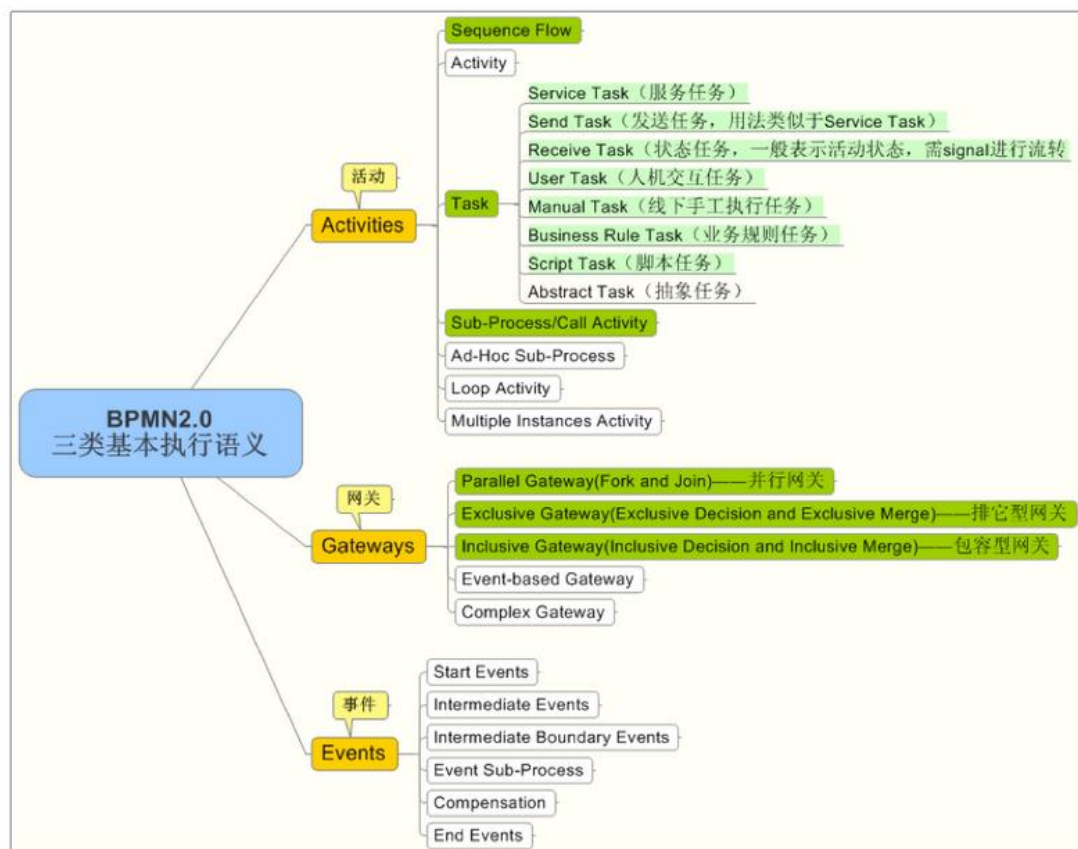 BPMN2.0
三类基本执行语义
活动
Activities
Sequence Flow
Activity
Task
Service Task（服务任务）
Send Task（发送任务，用法类似于Service Task）
Receive Task（状态任务，一般表示活动状态，需signal进行流转
User Task（人机交互任务）
Manual Task（线下手工执行任务）
Business Rule Task（业务规则任务）
Script Task（脚本任务）
Abstract Task（抽象任务）
Sub-Process/Call Activity
Ad-Hoc Sub-Process
Loop Activity
Multiple Instances Activity
网关
Gateways
Parallel Gateway(Fork and Join)——并行网关
Exclusive Gateway(Exclusive Decision and Exclusive Merge)——排它型网关
Inclusive Gateway(Inclusive Decision and Inclusive Merge)——包容型网关
Event-based Gateway
Complex Gateway
事件
Events
Start Events
Intermediate Events
Intermediate Boundary Events
Event Sub-Process
Compensation
End Events